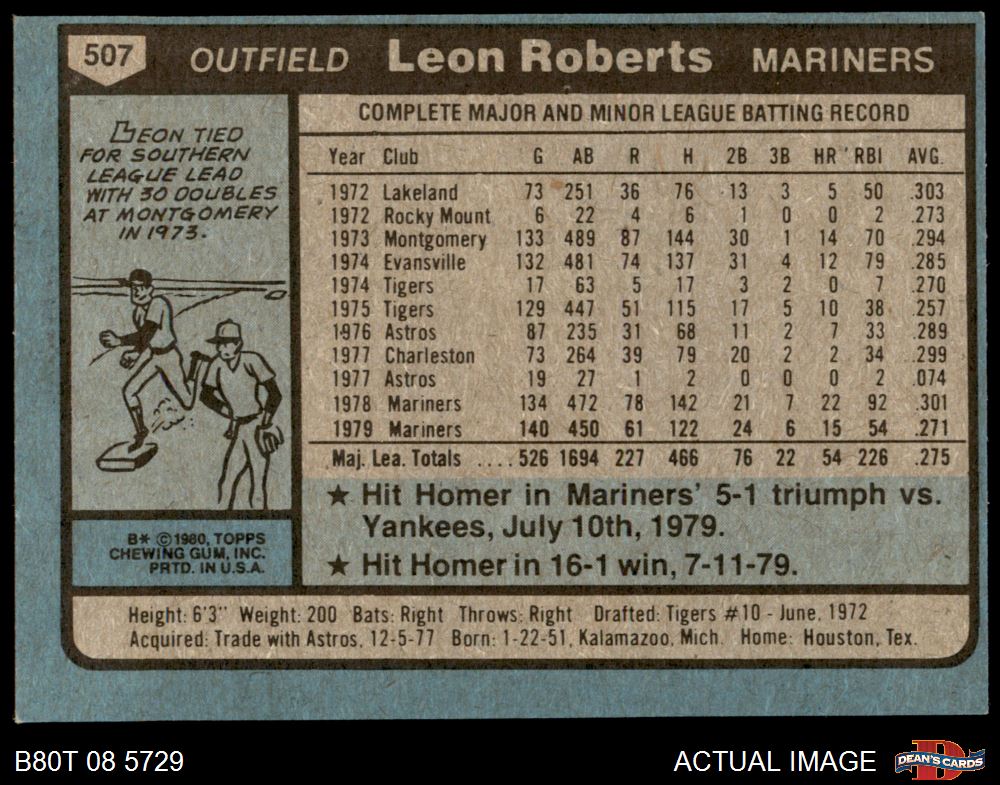 507 OUTFIELD Leon Roberts MARINERS
LEON TIED
FOR SOUTHERN
LEAGUE LEAD
WITH 30 DOUBLES
AT MONTGOMERY
IN 1973.
COMPLETE MAJOR AND MINOR LEAGUE BATTING RECORD
Year Club G AB R H 2B 3B HR RBI AVG.
1972 Lakeland 73 251 36 76 13 3 5 50 .303
1972 Rocky Mount 6 22 4 6 1 0 0 2 .273
1973 Montgomery 133 489 87 144 30 1 14 70 .294
1974 Evansville 132 481 74 137 31 4 12 79 .285
1974 Tigers 17 63 5 17 3 2 0 7 .270
1975 Tigers 129 447 51 115 17 5 10 38 .257
1976 Astros 87 235 31 68 11 2 7 33 .289
1977 Charleston 73 264 39 79 20 2 2 34 .299
1977 Astros 19 27 1 2 0 0 0 2 .074
1978 Mariners 134 472 78 142 21 7 22 92 .301
1979 Mariners 140 450 61 122 24 6 15 54 .271
Maj. Lea. Totals .... 526 1694 227 466 76 22 54 226 .275
★ Hit Homer in Mariners' 5-1 triumph vs.
Yankees, July 10th, 1979.
★ Hit Homer in 16-1 win, 7-11-79.
B* ©1980, TOPPS
CHEWING GUM, INC.
PRTD. IN U.S.A.
Height: 6'3" Weight: 200 Bats: Right Throws: Right Drafted: Tigers #10 - June, 1972
Acquired: Trade with Astros, 12-5-77 Born: 1-22-51, Kalamazoo, Mich. Home: Houston, Tex.
B80T 08 5729 ACTUAL IMAGE DEAN'S CARDS